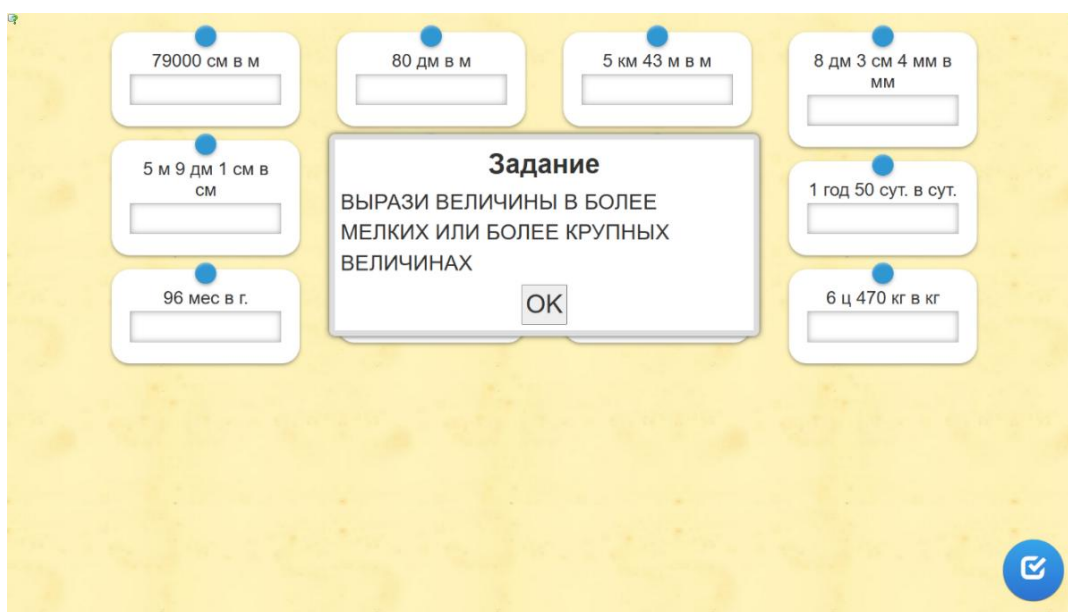 79000 см в м
80 дм в м
5 км 43 м в м
8 дм 3 см 4 мм в
мм
5 м 9 дм 1 см в
см
Задание
ВЫРАЗИ ВЕЛИЧИНЫ В БОЛЕЕ
МЕЛКИХ ИЛИ БОЛЕЕ КРУПНЫХ
ВЕЛИЧИНАХ
OK
1 год 50 сут. в сут.
96 мес в г.
6 ц 470 кг в кг